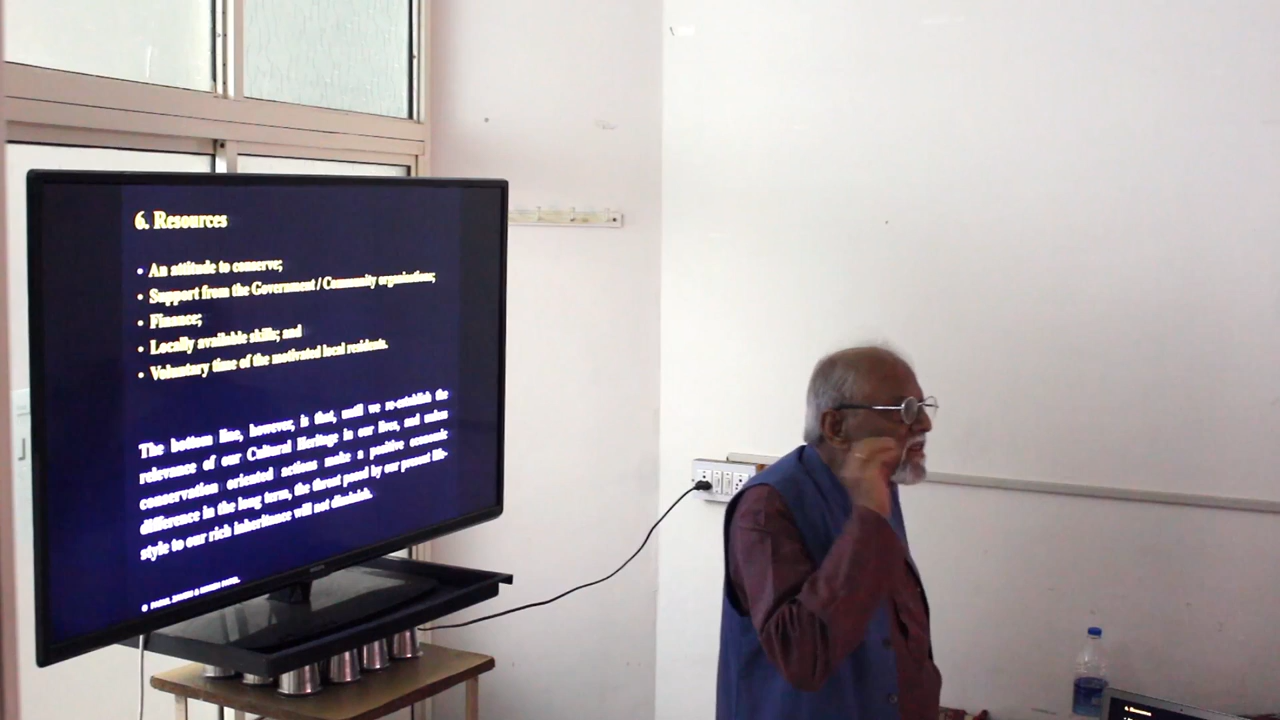 6. Resources
• An attitude to conserve;
• Support from the Government / Community organisations;
• Finance;
• Locally available skills; and
• Voluntary time of the motivated local residents.
The bottom line, however, is that, until we re-establish the
relevance of our Cultural Heritage in our lives, and unless
conservation oriented actions make a positive economic
difference in the long term, the threat posed by our present life-
style to our rich inheritance will not diminish.